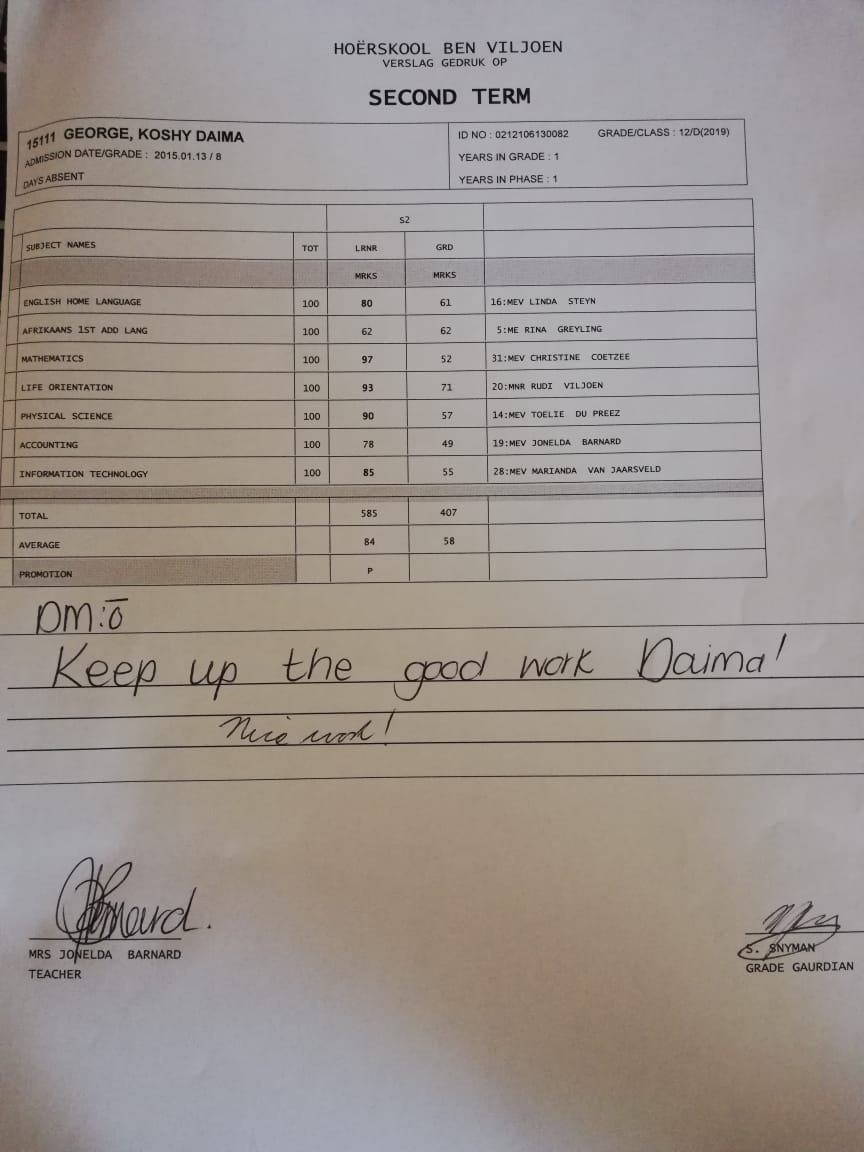 HOËRSKOOL BEN VILJOEN
VERSLAG GEDRUK OP
SECOND TERM
15111 GEORGE, KOSHY DAIMA
ADMISSION DATE/GRADE : 2015.01.13 / 8
DAYS ABSENT
ID NO : 0212106130082 GRADE/CLASS : 12/D(2019)
YEARS IN GRADE : 1
YEARS IN PHASE : 1
S2
SUBJECT NAMES TOT LRNR GRD
MRKS MRKS
ENGLISH HOME LANGUAGE 100 80 61 16:MEV LINDA STEYN
AFRIKAANS 1ST ADD LANG 100 62 62 5:ME RINA GREYLING
MATHEMATICS 100 97 52 31:MEV CHRISTINE COETZEE
LIFE ORIENTATION 100 93 71 20:MNR RUDI VILJOEN
PHYSICAL SCIENCE 100 90 57 14:MEV TOELIE DU PREEZ
ACCOUNTING 100 78 49 19:MEV JONELDA BARNARD
INFORMATION TECHNOLOGY 100 85 55 28:MEV MARIANDA VAN JAARSVELD
TOTAL 585 407
AVERAGE 84 58
PROMOTION P
DM:ō
Keep up the good work Daima!
Nice work!
MRS JONELDA BARNARD
TEACHER
S. SNYMAN
GRADE GAURDIAN